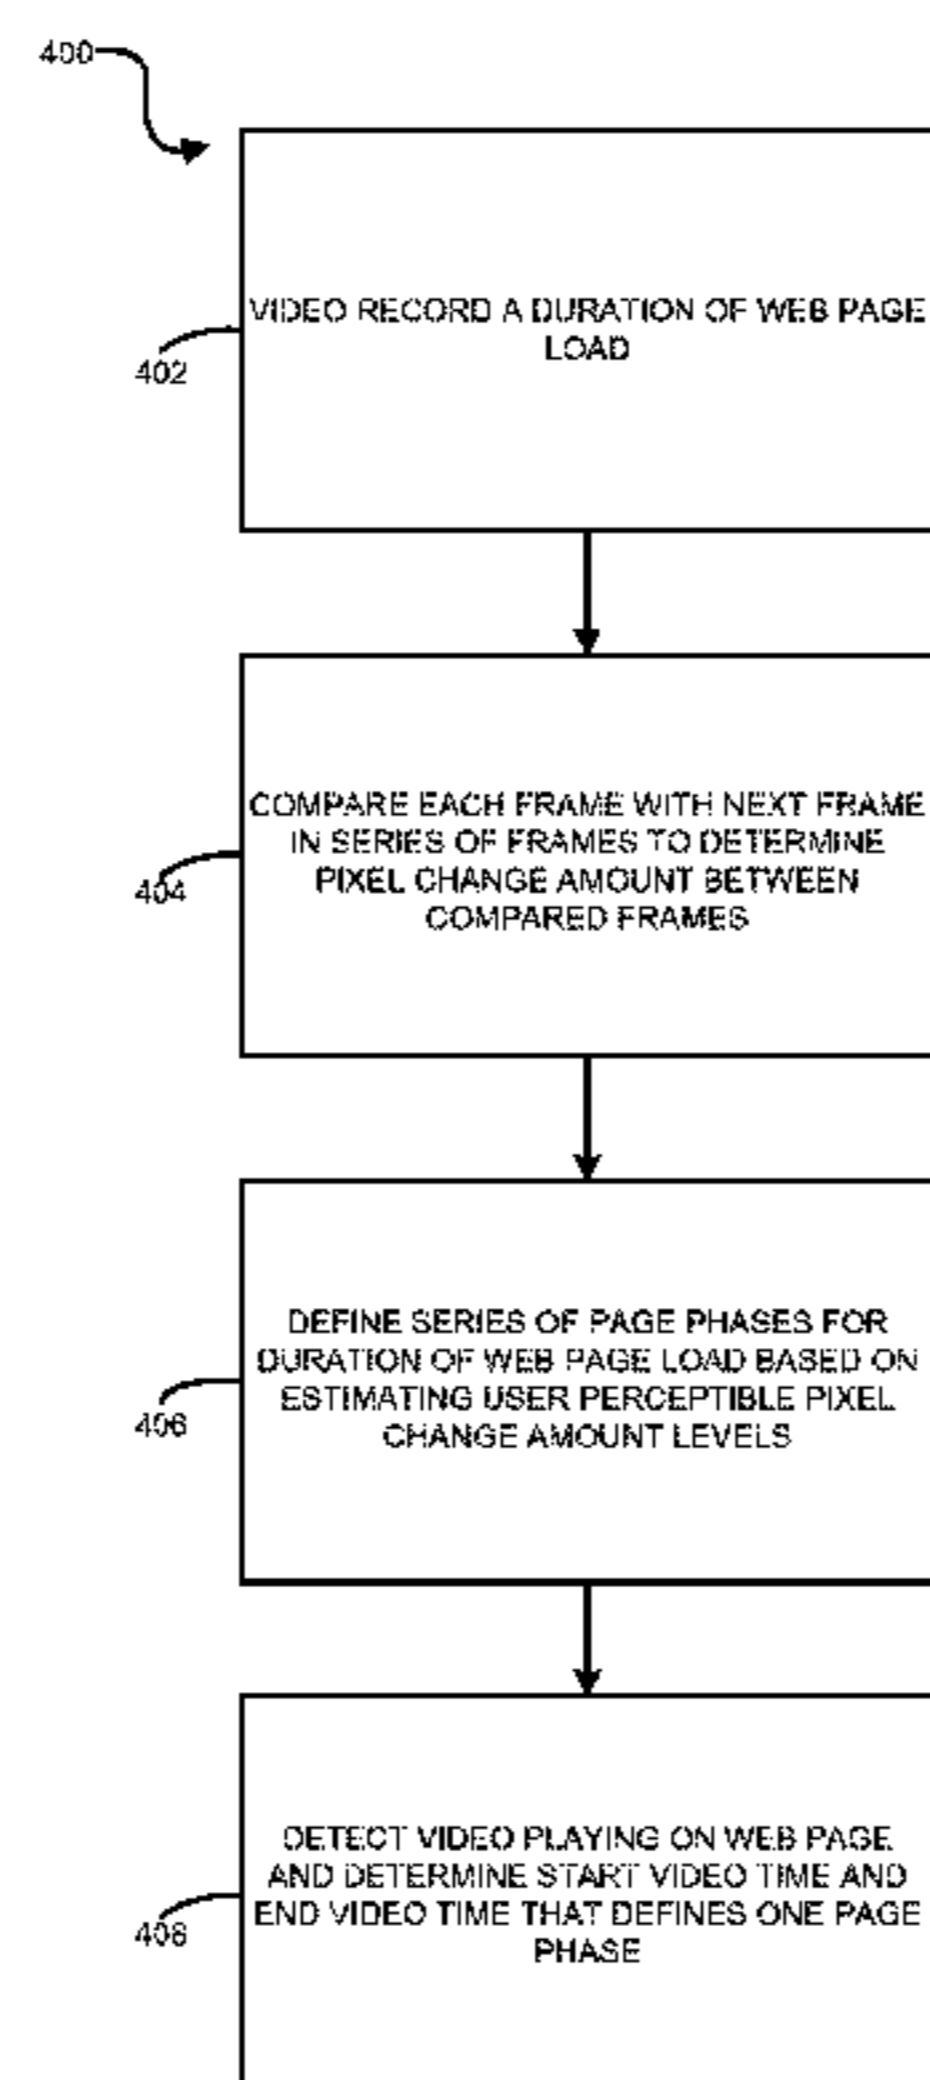 400
VIDEO RECORD A DURATION OF WEB PAGE
LOAD
402
COMPARE EACH FRAME WITH NEXT FRAME
IN SERIES OF FRAMES TO DETERMINE
PIXEL CHANGE AMOUNT BETWEEN
COMPARED FRAMES
404
DEFINE SERIES OF PAGE PHASES FOR
DURATION OF WEB PAGE LOAD BASED ON
ESTIMATING USER PERCEPTIBLE PIXEL
CHANGE AMOUNT LEVELS
406
DETECT VIDEO PLAYING ON WEB PAGE
AND DETERMINE START VIDEO TIME AND
END VIDEO TIME THAT DEFINES ONE PAGE
PHASE
408